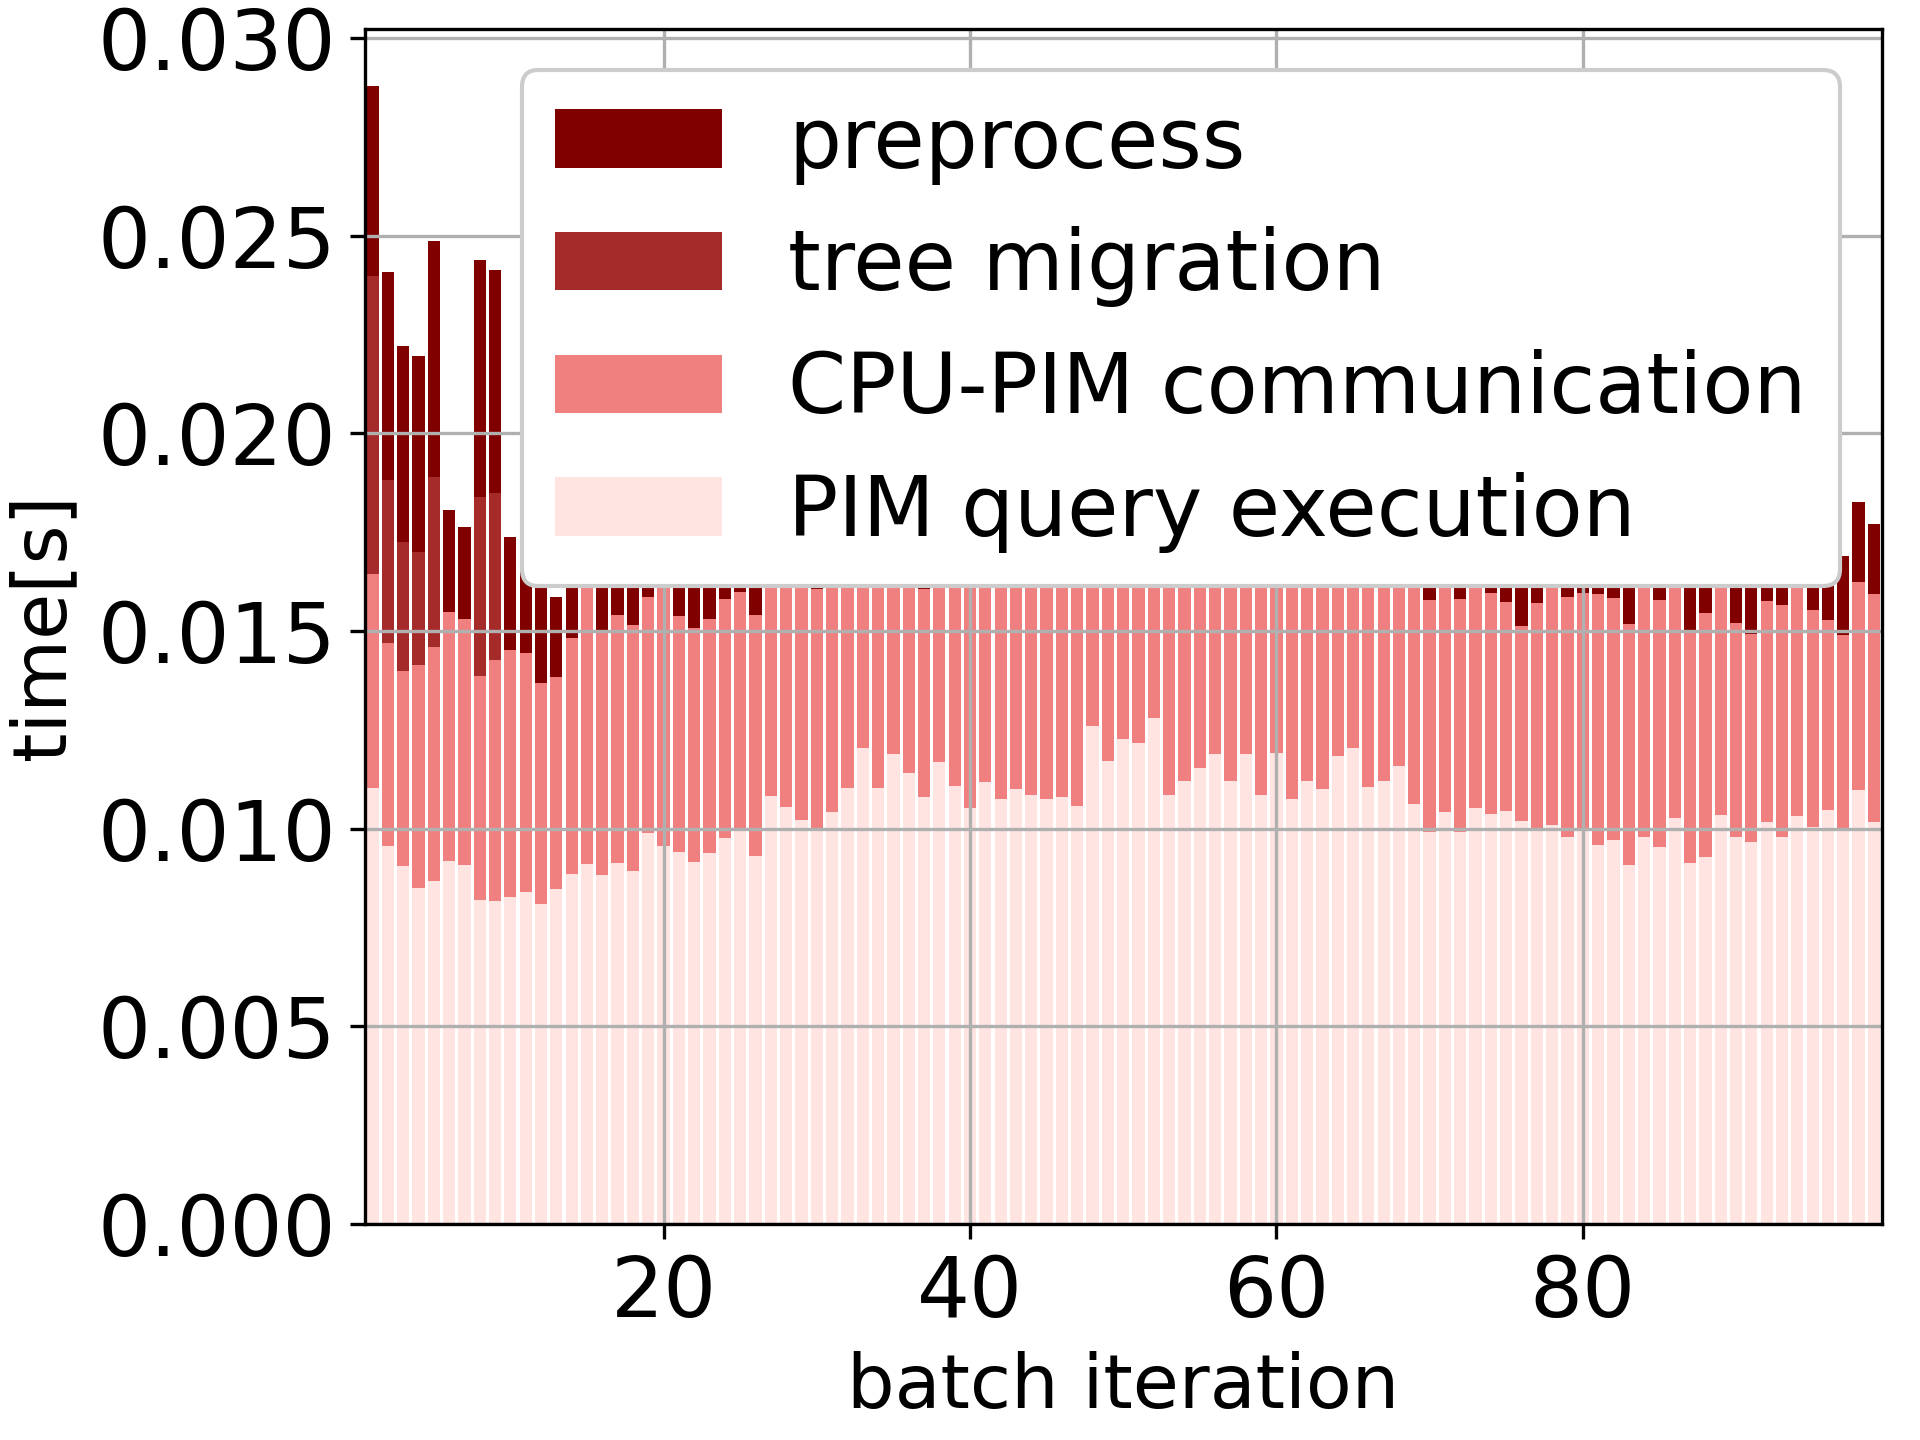 0.030
0.025
0.020
0.015
0.010
0.005
0.000
time[s]
preprocess
tree migration
CPU-PIM communication
PIM query execution
20 40 60 80
batch iteration